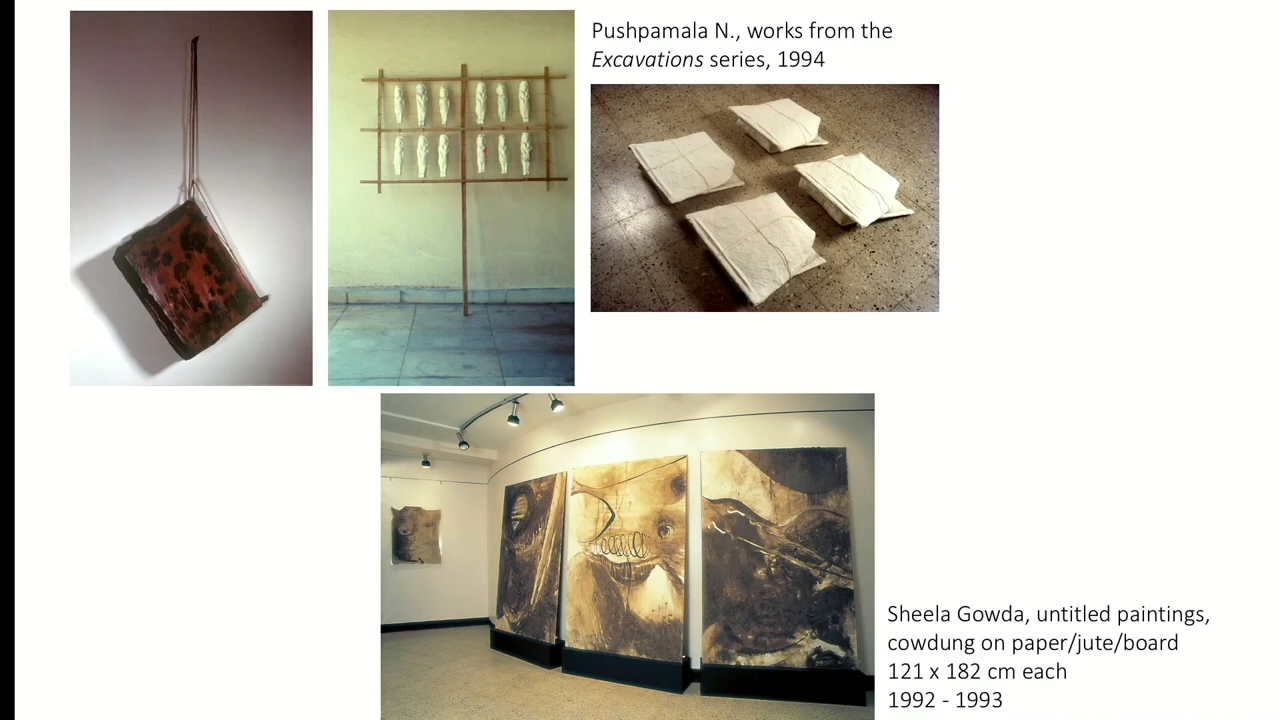 Pushpamala N., works from the
Excavations series, 1994
Sheela Gowda, untitled paintings,
cowdung on paper/jute/board
121 x 182 cm each
1992 - 1993